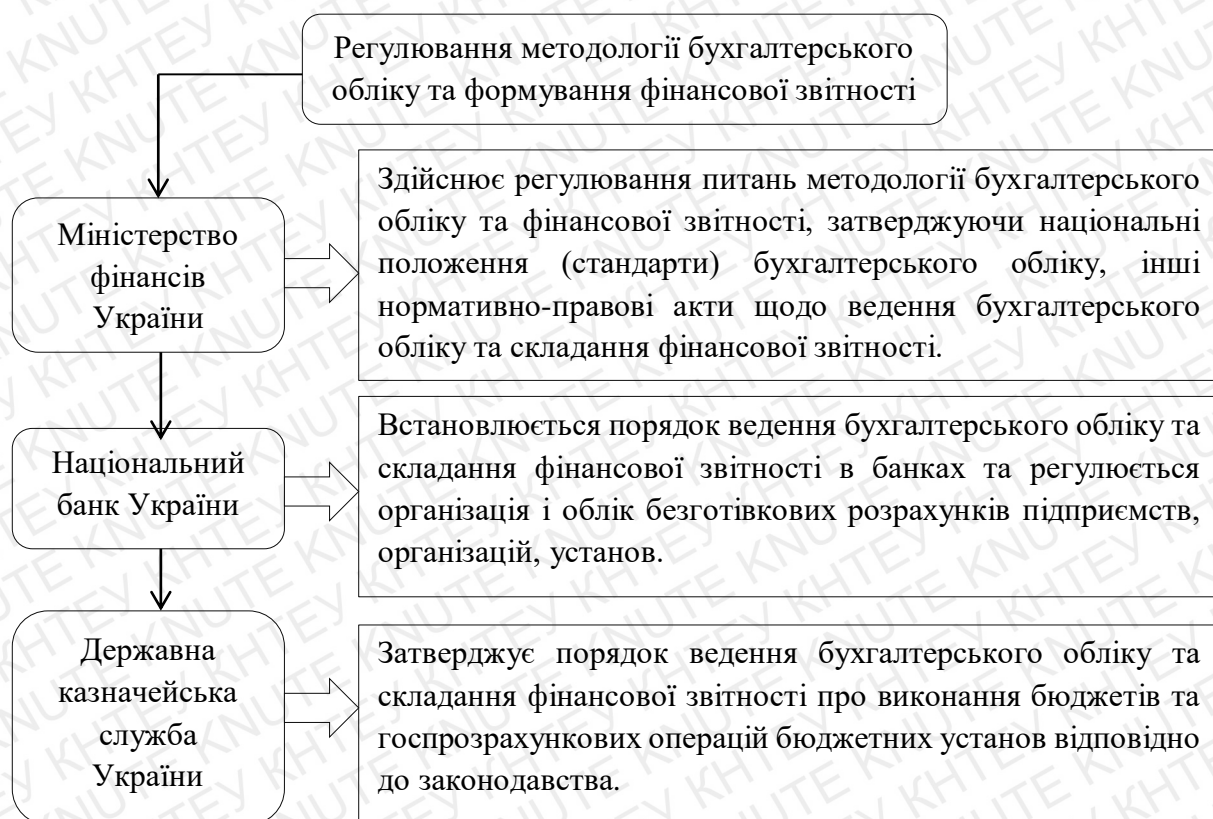 Регулювання методології бухгалтерського
обліку та формування фінансової звітності
Міністерство
фінансів
України
Здійснює регулювання питань методології бухгалтерського
обліку та фінансової звітності, затверджуючи національні
положення (стандарти) бухгалтерського обліку, інші
нормативно-правові акти щодо ведення бухгалтерського
обліку та складання фінансової звітності.
Національний
банк України
Встановлюється порядок ведення бухгалтерського обліку та
складання фінансової звітності в банках та регулюється
організація і облік безготівкових розрахунків підприємств,
організацій, установ.
Державна
казначейська
служба
України
Затверджує порядок ведення бухгалтерського обліку та
складання фінансової звітності про виконання бюджетів та
госпрозрахункових операцій бюджетних установ відповідно
до законодавства.